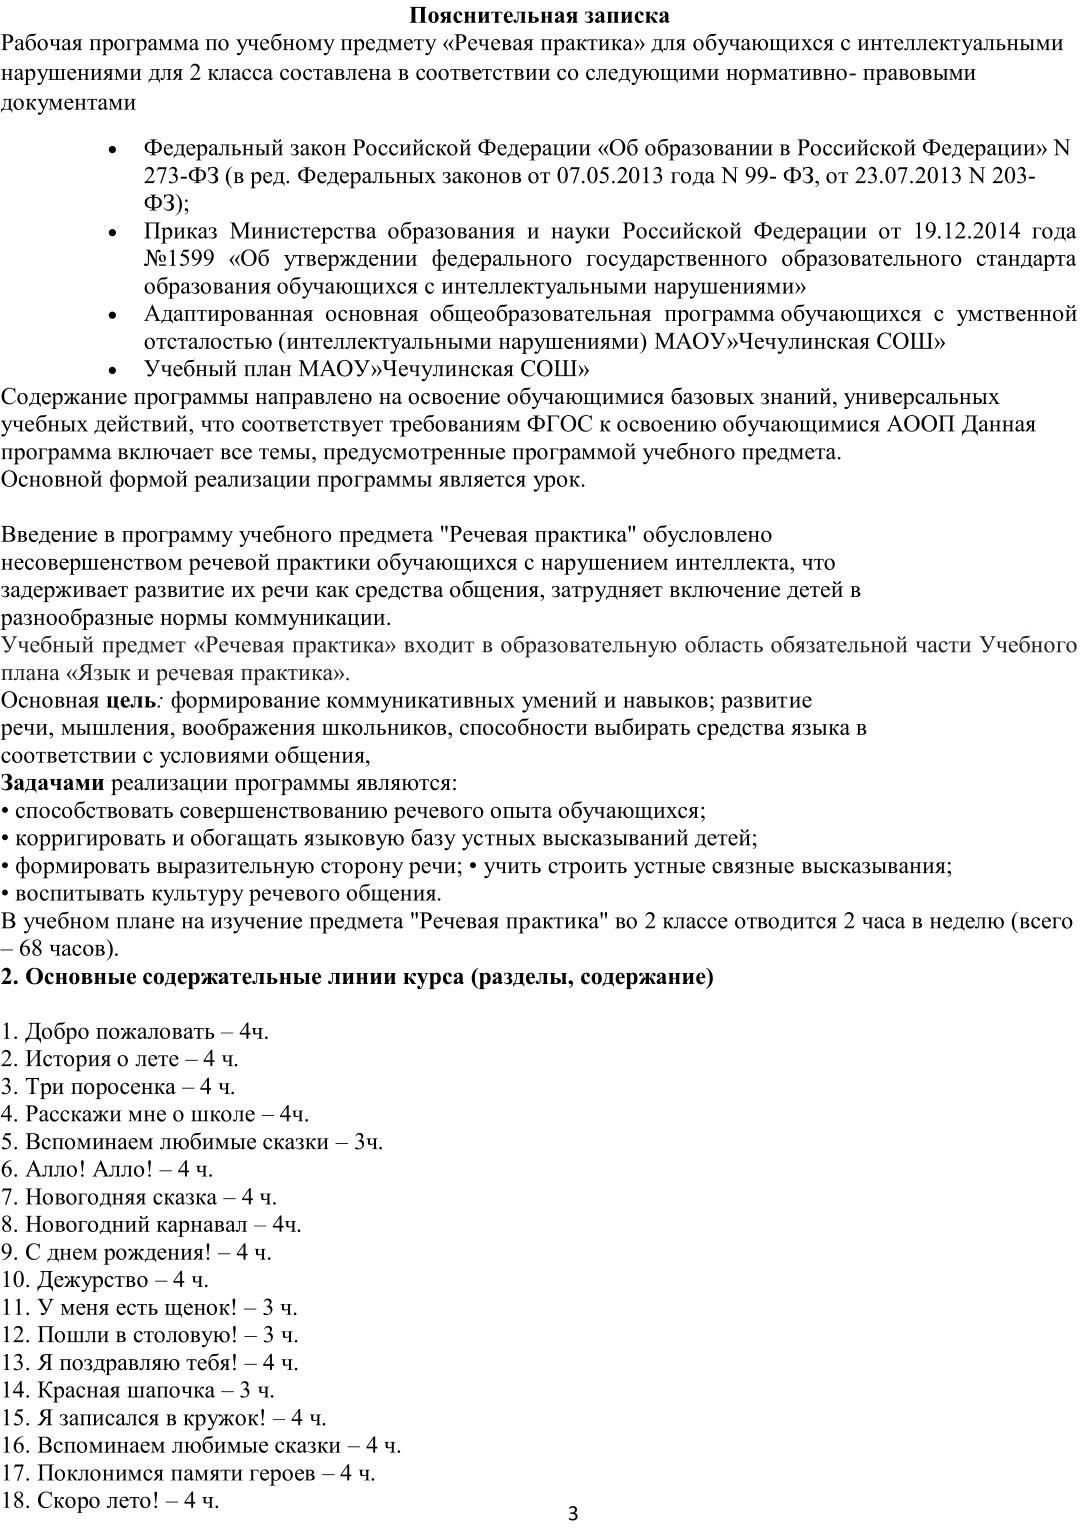 Пояснительная записка
Рабочая программа по учебному предмету «Речевая практика» для обучающихся с интеллектуальными
нарушениями для 2 класса составлена в соответствии со следующими нормативно- правовыми
документами
• Федеральный закон Российской Федерации «Об образовании в Российской Федерации» N
273-ФЗ (в ред. Федеральных законов от 07.05.2013 года N 99- ФЗ, от 23.07.2013 N 203-
ФЗ);
• Приказ Министерства образования и науки Российской Федерации от 19.12.2014 года
№1599 «Об утверждении федерального государственного образовательного стандарта
образования обучающихся с интеллектуальными нарушениями»
• Адаптированная основная общеобразовательная программа обучающихся с умственной
отсталостью (интеллектуальными нарушениями) МАОУ»Чечулинская СОШ»
• Учебный план МАОУ»Чечулинская СОШ»
Содержание программы направлено на освоение обучающимися базовых знаний, универсальных
учебных действий, что соответствует требованиям ФГОС к освоению обучающимися АООП Данная
программа включает все темы, предусмотренные программой учебного предмета.
Основной формой реализации программы является урок.
Введение в программу учебного предмета "Речевая практика" обусловлено
несовершенством речевой практики обучающихся с нарушением интеллекта, что
задерживает развитие их речи как средства общения, затрудняет включение детей в
разнообразные нормы коммуникации.
Учебный предмет «Речевая практика» входит в образовательную область обязательной части Учебного
плана «Язык и речевая практика».
Основная цель: формирование коммуникативных умений и навыков; развитие
речи, мышления, воображения школьников, способности выбирать средства языка в
соответствии с условиями общения,
Задачами реализации программы являются:
• способствовать совершенствованию речевого опыта обучающихся;
• корригировать и обогащать языковую базу устных высказываний детей;
• формировать выразительную сторону речи; • учить строить устные связные высказывания;
• воспитывать культуру речевого общения.
В учебном плане на изучение предмета "Речевая практика" во 2 классе отводится 2 часа в неделю (всего
– 68 часов).
2. Основные содержательные линии курса (разделы, содержание)
1. Добро пожаловать – 4ч.
2. История о лете – 4 ч.
3. Три поросенка – 4 ч.
4. Расскажи мне о школе – 4ч.
5. Вспоминаем любимые сказки – 3ч.
6. Алло! Алло! – 4 ч.
7. Новогодняя сказка – 4 ч.
8. Новогодний карнавал – 4ч.
9. С днем рождения! – 4 ч.
10. Дежурство – 4 ч.
11. У меня есть щенок! – 3 ч.
12. Пошли в столовую! – 3 ч.
13. Я поздравляю тебя! – 4 ч.
14. Красная шапочка – 3 ч.
15. Я записался в кружок! – 4 ч.
16. Вспоминаем любимые сказки – 4 ч.
17. Поклонимся памяти героев – 4 ч.
18. Скоро лето! – 4 ч.
3